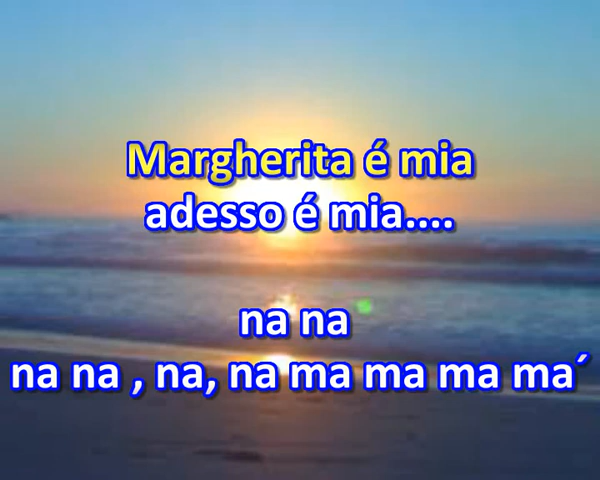 Margherita é mia
adesso é mia....
na na
na na , na, na ma ma ma ma´